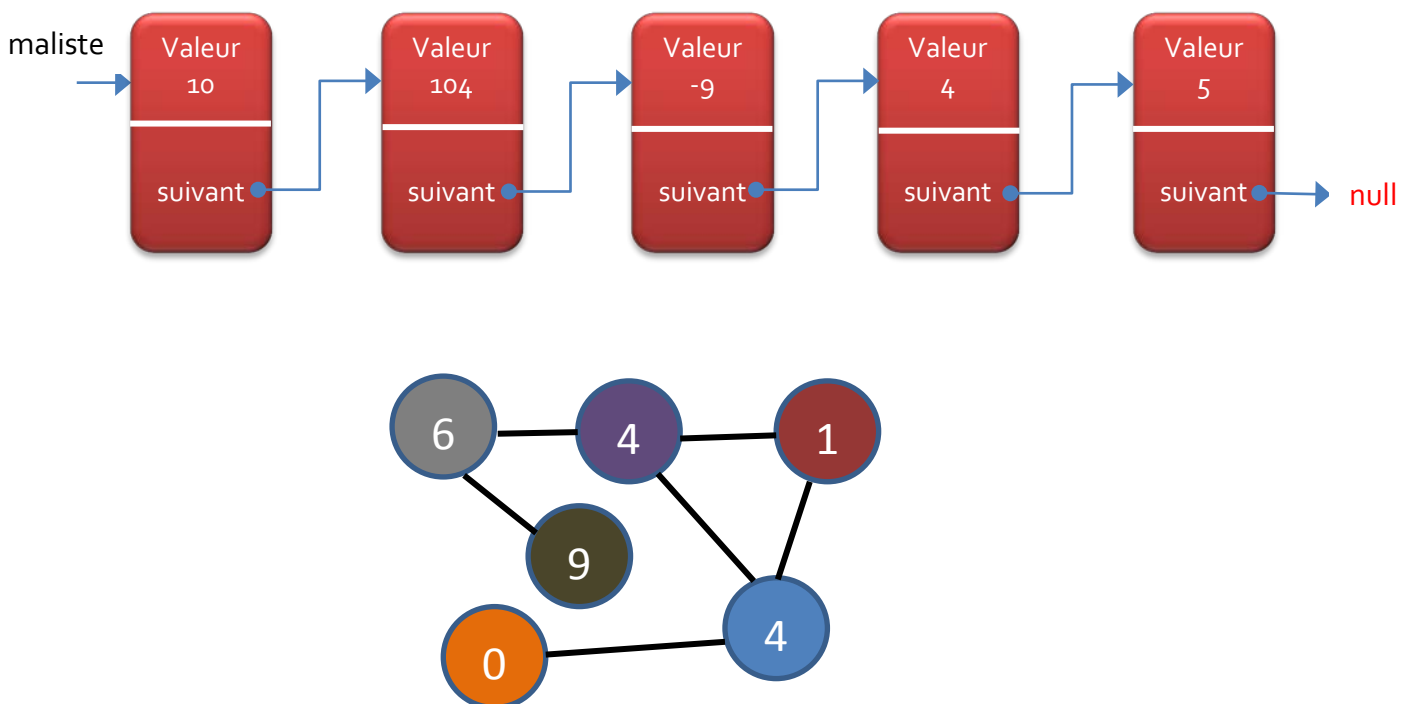 maliste
Valeur
10
suivant
Valeur
104
suivant
Valeur
-9
suivant
Valeur
4
suivant
Valeur
5
suivant
null
6
4
1
9
4
0